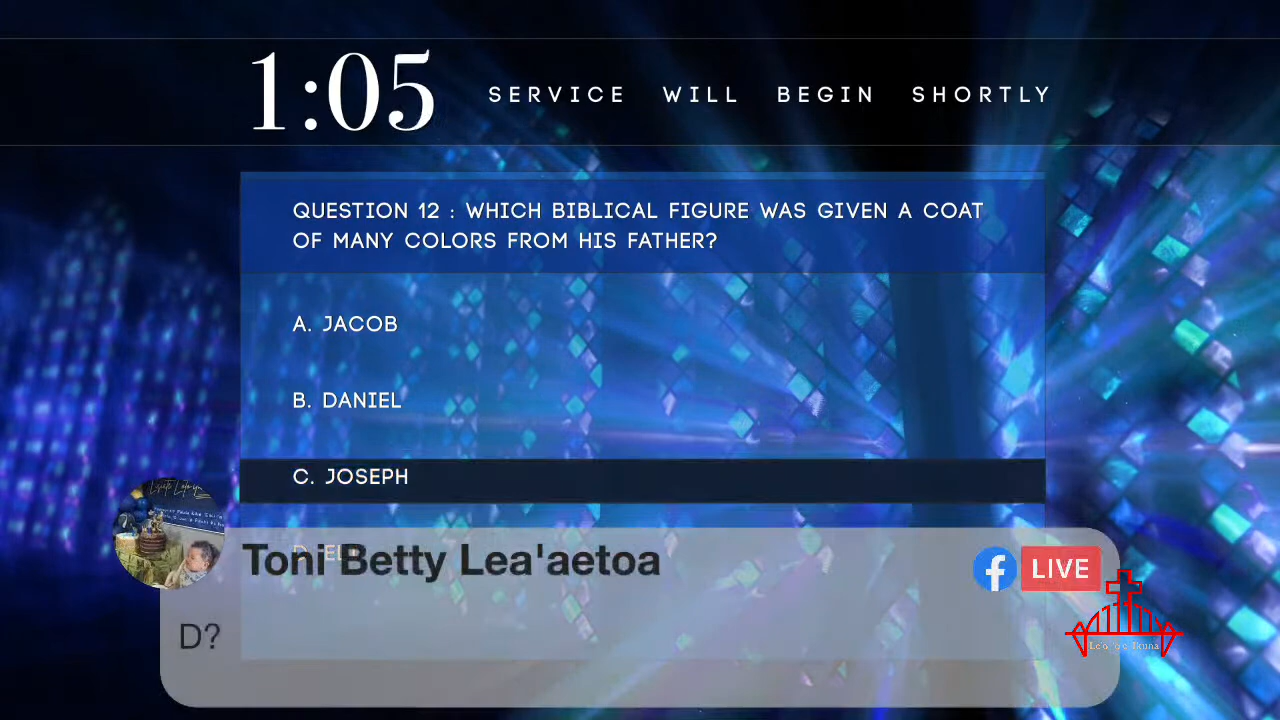 1:05
SERVICE WILL BEGIN SHORTLY
QUESTION 12 : WHICH BIBLICAL FIGURE WAS GIVEN A COAT
OF MANY COLORS FROM HIS FATHER?
A. JACOB
B. DANIEL
C. JOSEPH
Toni Betty Lea'aetoa
LIVE
D?